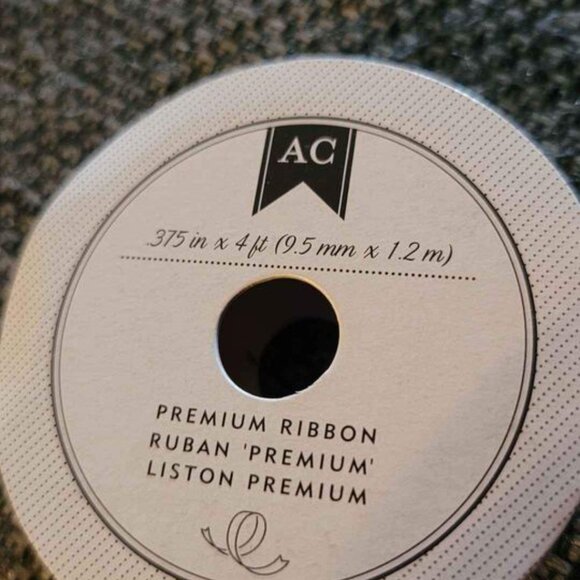 AC
.375 in x 4 ft (9.5 mm x 1.2 m)
PREMIUM RIBBON
RUBAN 'PREMIUM'
LISTON PREMIUM